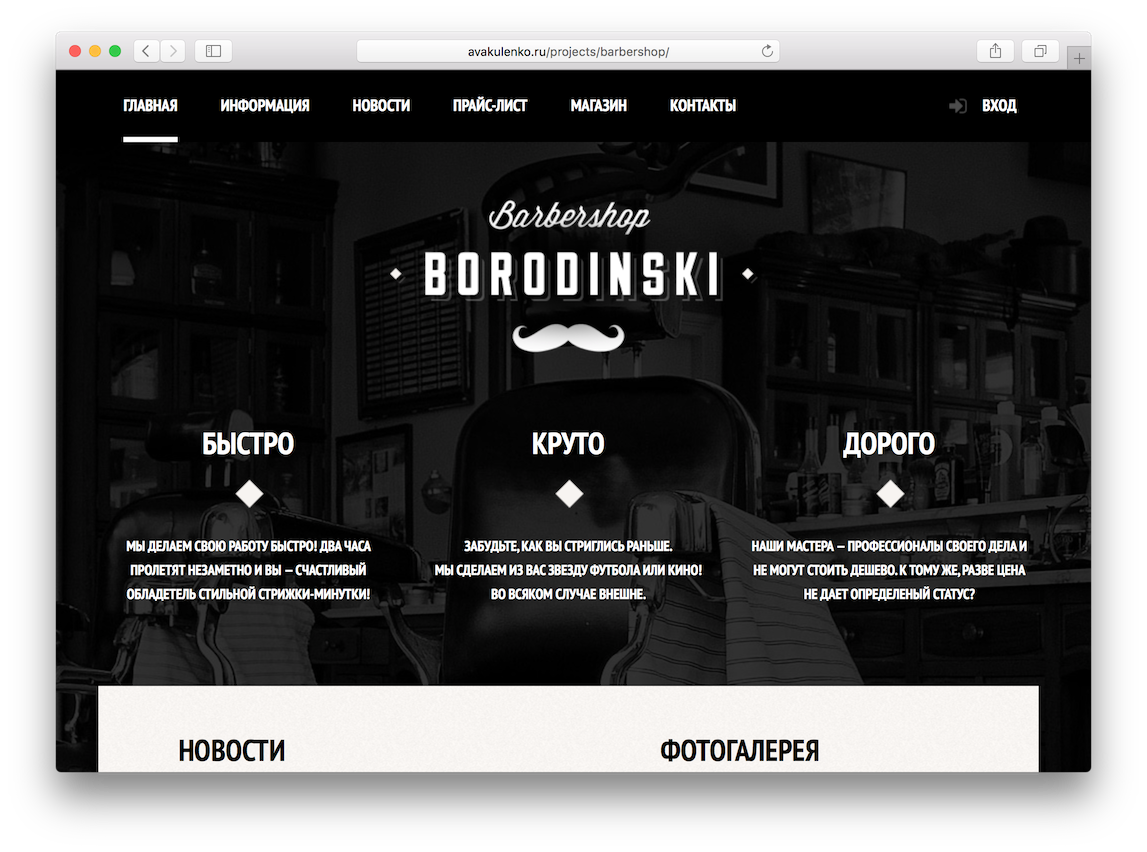 avakulenko.ru/projects/barbershop/
ГЛАВНАЯ ИНФОРМАЦИЯ НОВОСТИ ПРАЙС-ЛИСТ МАГАЗИН КОНТАКТЫ ВХОД
Barbershop
BORODINSKI
БЫСТРО
МЫ ДЕЛАЕМ СВОЮ РАБОТУ БЫСТРО! ДВА ЧАСА
ПРОЛЕТЯТ НЕЗАМЕТНО И ВЫ — СЧАСТЛИВЫЙ
ОБЛАДЕТЕЛЬ СТИЛЬНОЙ СТРИЖКИ-МИНУТКИ!
КРУТО
ЗАБУДЬТЕ, КАК ВЫ СТРИГЛИСЬ РАНЬШЕ.
МЫ СДЕЛАЕМ ИЗ ВАС ЗВЕЗДУ ФУТБОЛА ИЛИ КИНО!
ВО ВСЯКОМ СЛУЧАЕ ВНЕШНЕ.
ДОРОГО
НАШИ МАСТЕРА — ПРОФЕССИОНАЛЫ СВОЕГО ДЕЛА И
НЕ МОГУТ СТОИТЬ ДЕШЕВО. К ТОМУ ЖЕ, РАЗВЕ ЦЕНА
НЕ ДАЕТ ОПРЕДЕЛЕНЫЙ СТАТУС?
НОВОСТИ
ФОТОГАЛЕРЕЯ